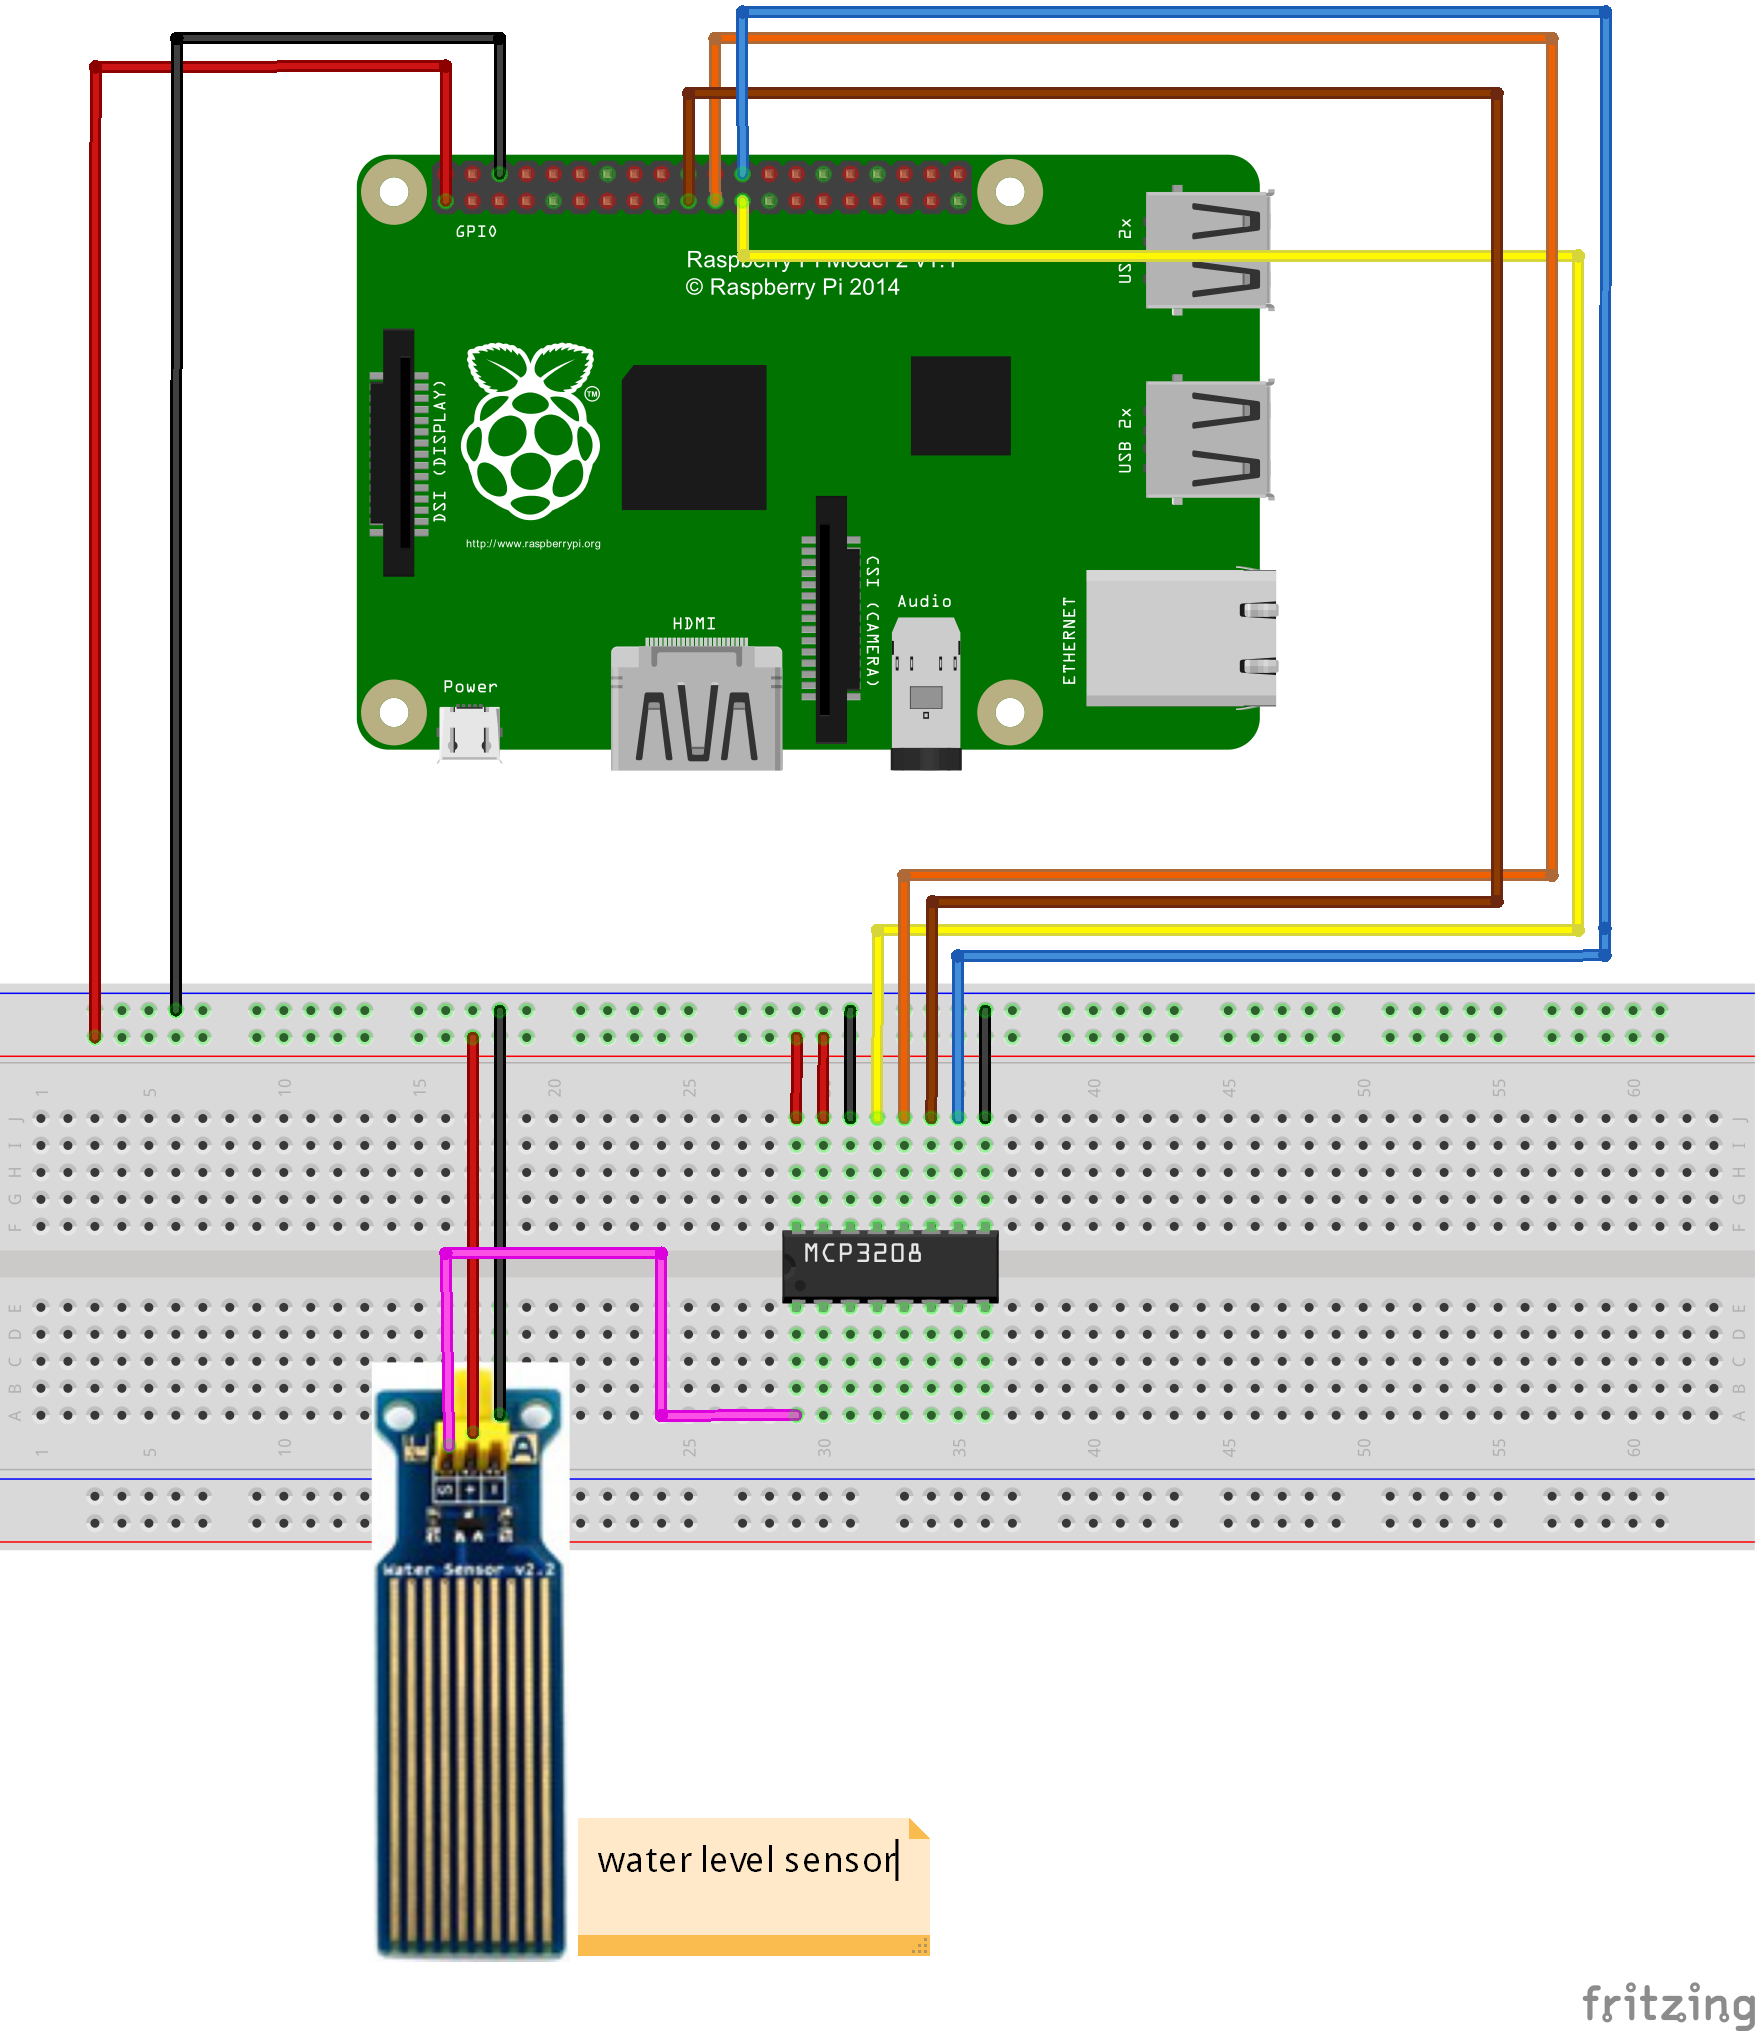 GPIO
Raspberry Pi Model 2 v1.1
© Raspberry Pi 2014
USB 2x
USB 2x
DSI (DISPLAY)
TM
http://www.raspberrypi.org
CSI (CAMERA)
Audio
ETHERNET
HDMI
Power
1 5 10 15 20 25 35 40 45 50 55 60
J J
I I
H H
G G
F F
MCP3208
E E
D D
C C
B B
A A
1 5 10 25 30 35 40 45 50 55 60
S + -
Water Sensor v2.2
water level sensor
fritzing